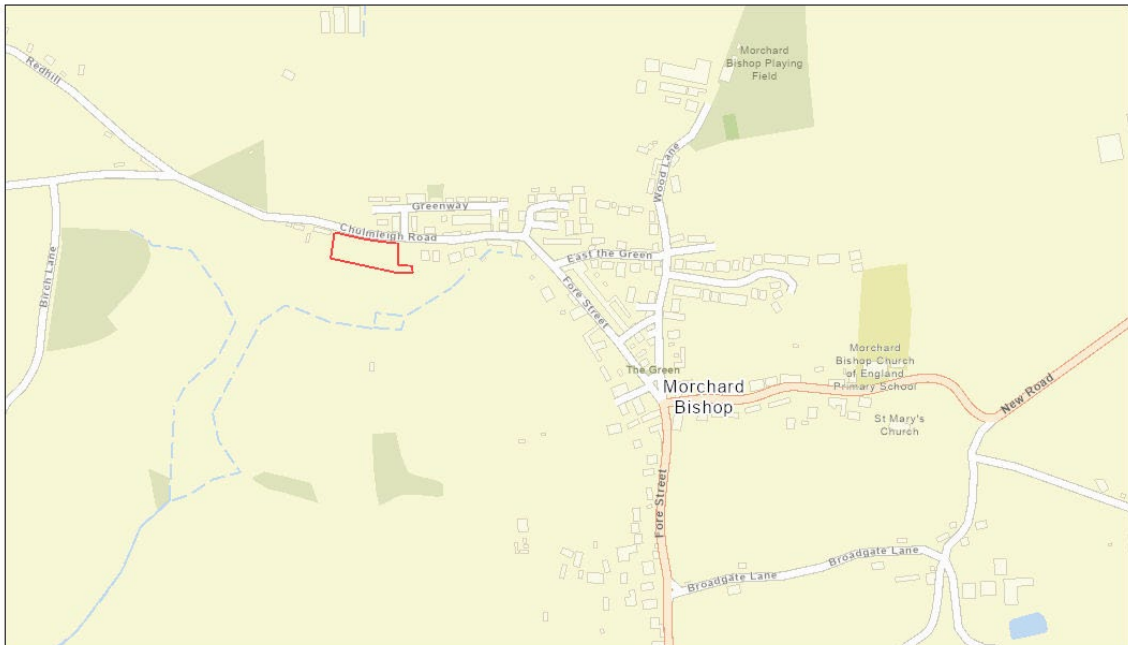 Redhill
Morchard
Bishop Playing
Field
Wood Lane
Greenway
Chulmleigh Road
East the Green
Birch Lane
Fore Street
The Green
Morchard
Bishop
Morchard
Bishop Church
of England
Primary School
St Mary's
Church
New Road
Fore Street
Broadgate Lane
Broadgate Lane